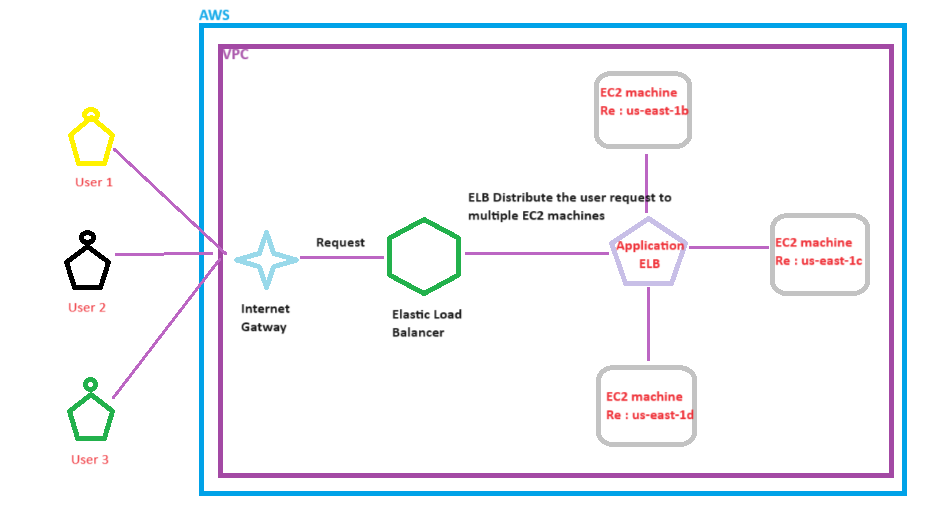 AWS
VPC
User 1
User 2
User 3
Internet
Gatway
Request
Elastic Load
Balancer
ELB Distribute the user request to
multiple EC2 machines
Application
ELB
EC2 machine
Re : us-east-1b
EC2 machine
Re : us-east-1c
EC2 machine
Re : us-east-1d